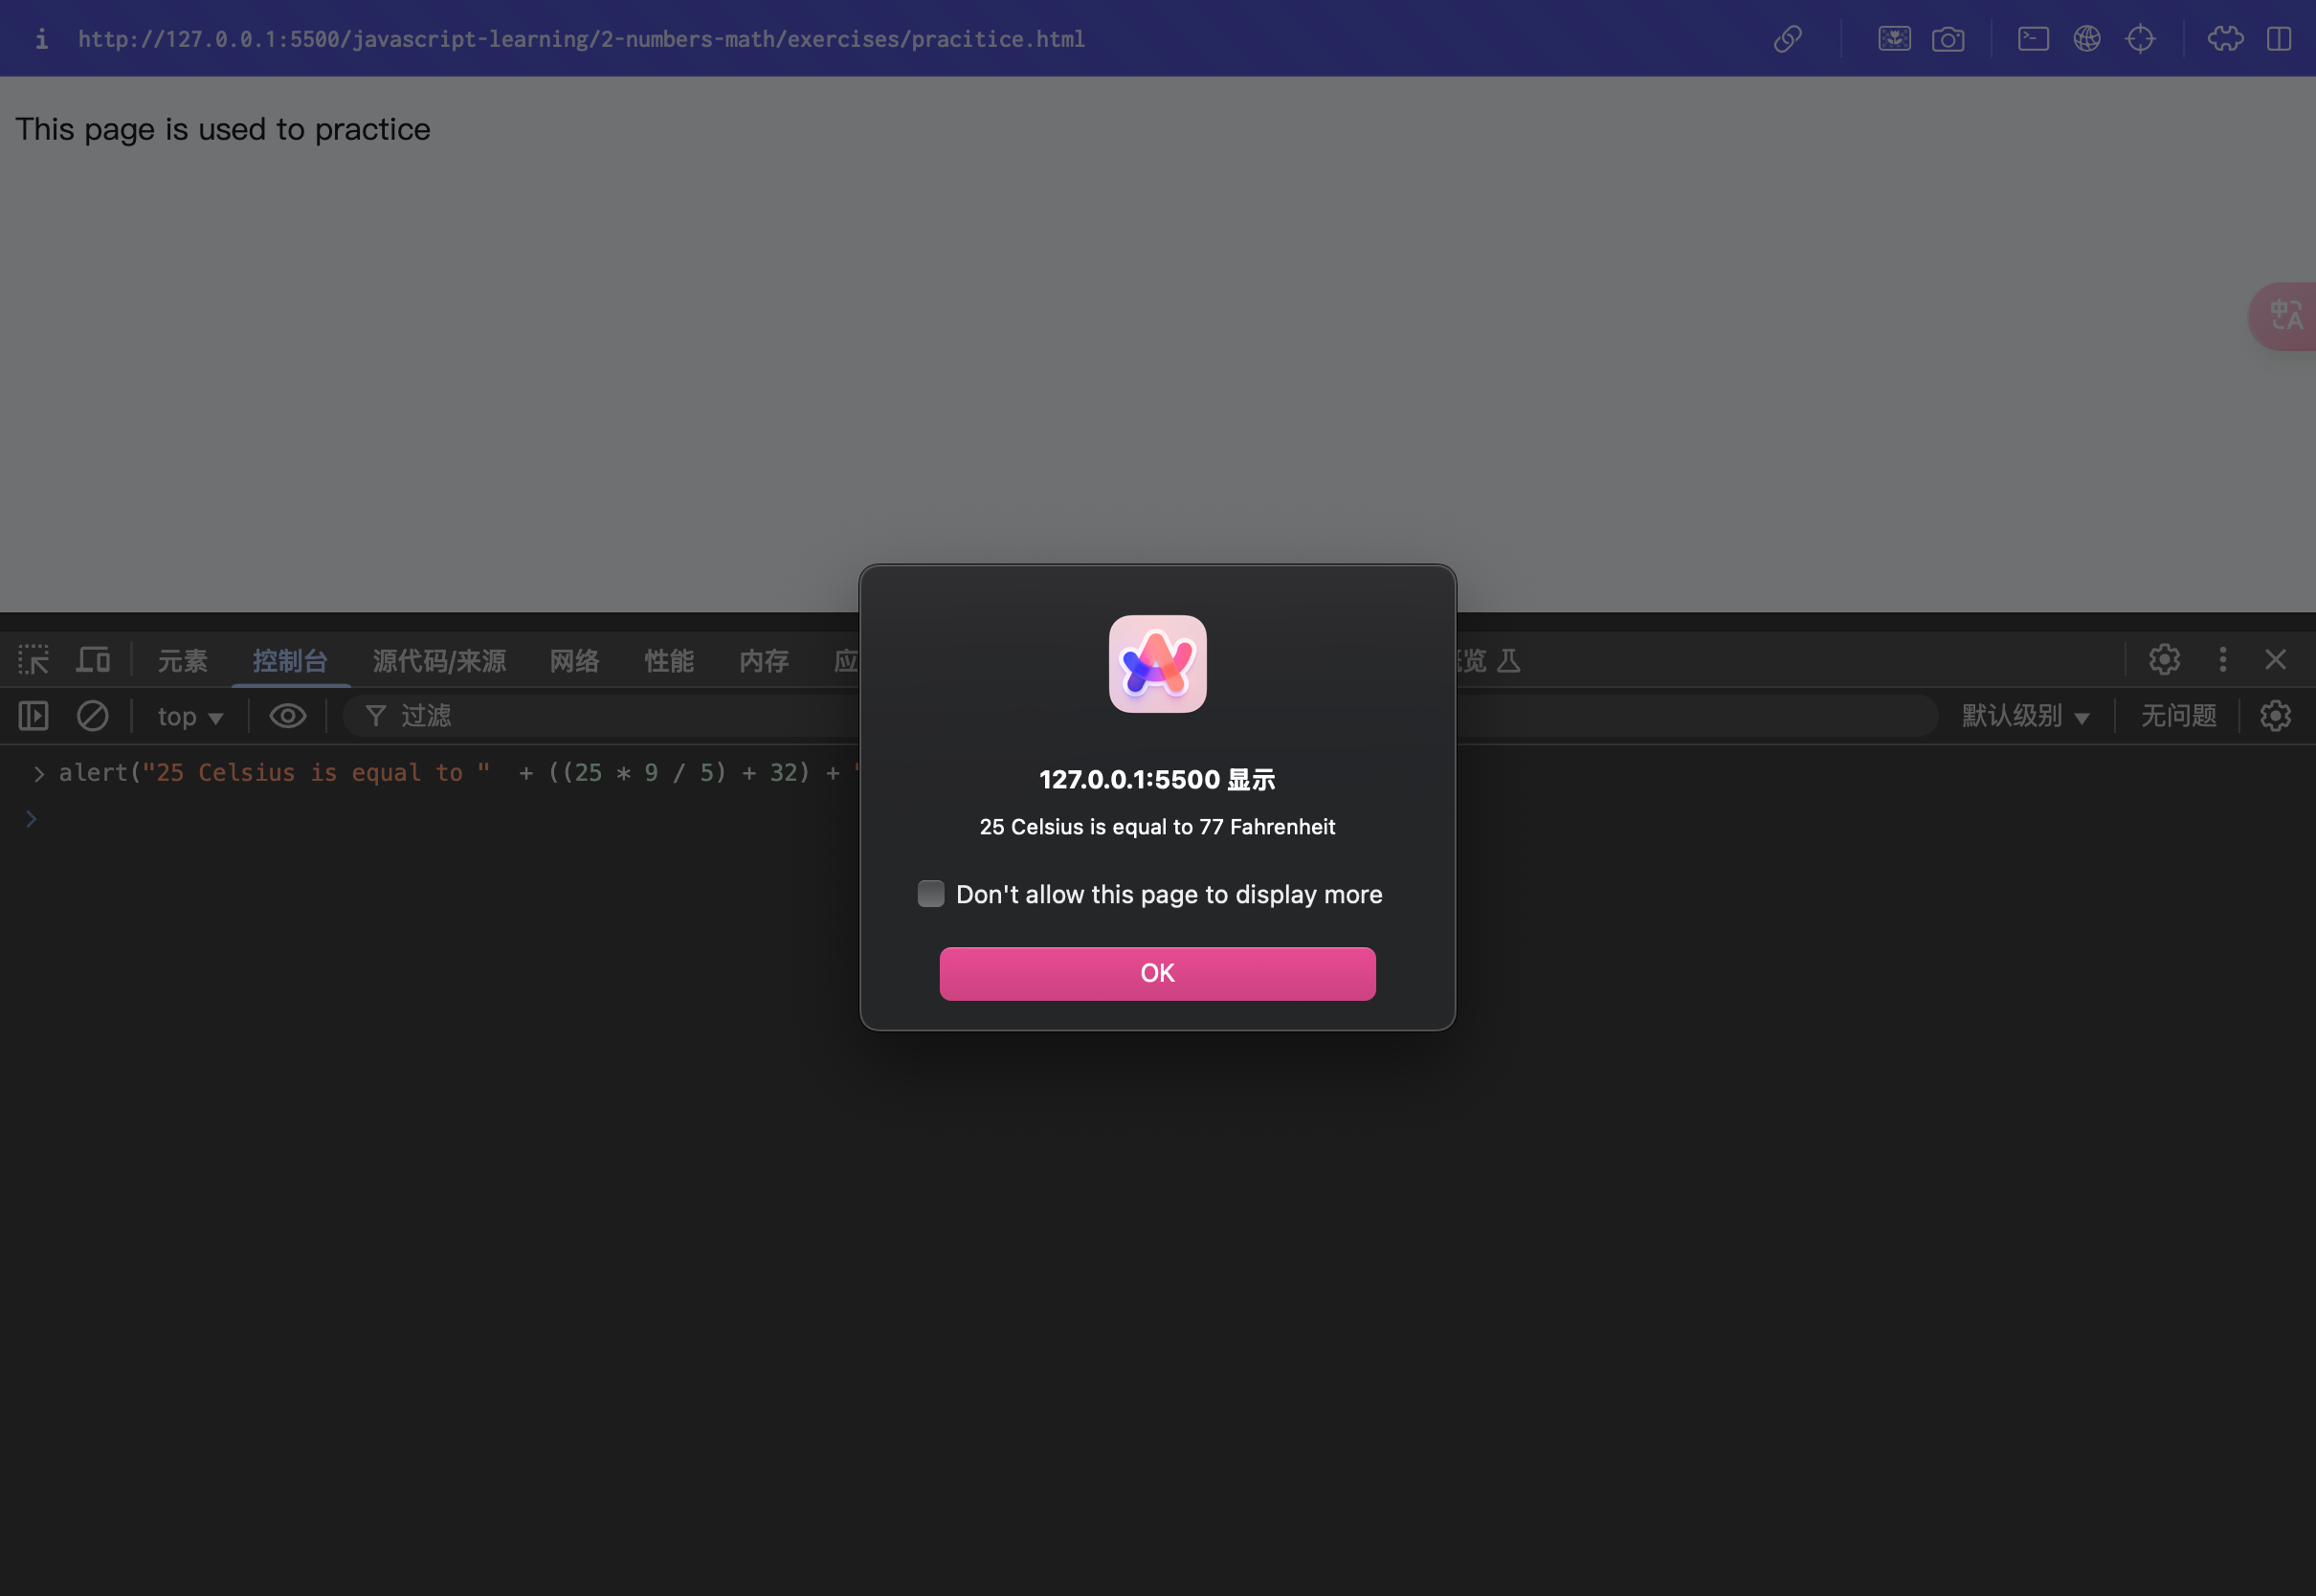 http://127.0.0.1:5500/javascript-learning/2-numbers-math/exercises/pracitice.html
This page is used to practice
中A
元素 控制台 源代码/来源 网络 性能 内存 应 览
top 过滤 默认级别 无问题
> alert("25 Celsius is equal to "  + ((25 * 9 / 5) + 32) + "
>
127.0.0.1:5500 显示
25 Celsius is equal to 77 Fahrenheit
Don't allow this page to display more
OK